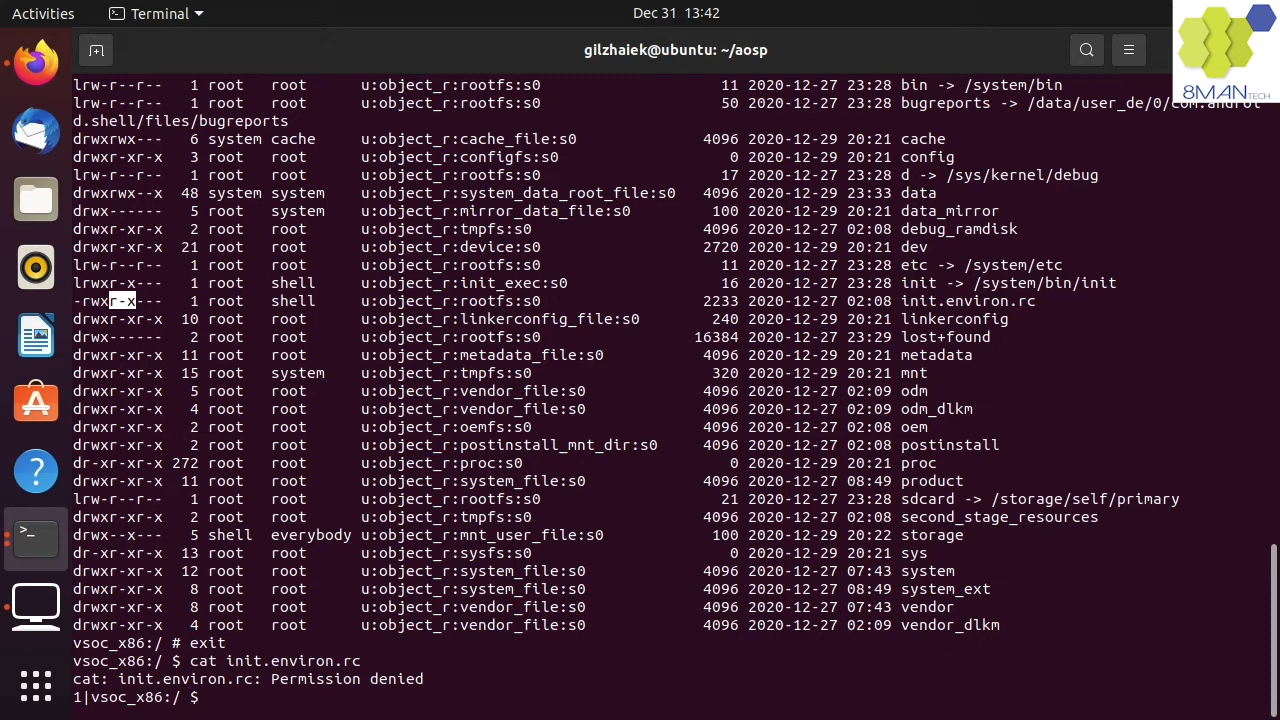 Activities
Terminal
Dec 31 13:42
gilzhaiek@ubuntu: ~/aosp
8MANTECH
lrw-r--r-- 1 root root u:object_r:rootfs:s0 11 2020-12-27 23:28 bin -> /system/bin
lrw-r--r-- 1 root root u:object_r:rootfs:s0 50 2020-12-27 23:28 bugreports -> /data/user_de/0/com.androi
d.shell/files/bugreports
drwxrwx--- 6 system cache u:object_r:cache_file:s0 4096 2020-12-29 20:21 cache
drwxr-xr-x 3 root root u:object_r:configfs:s0 0 2020-12-29 20:21 config
lrw-r--r-- 1 root root u:object_r:rootfs:s0 17 2020-12-27 23:28 d -> /sys/kernel/debug
drwxrwx--x 48 system system u:object_r:system_data_root_file:s0 4096 2020-12-29 23:33 data
drwx------ 5 root system u:object_r:mirror_data_file:s0 100 2020-12-29 20:21 data_mirror
drwxr-xr-x 2 root root u:object_r:tmpfs:s0 4096 2020-12-27 02:08 debug_ramdisk
drwxr-xr-x 21 root root u:object_r:device:s0 2720 2020-12-29 20:21 dev
lrw-r--r-- 1 root root u:object_r:rootfs:s0 11 2020-12-27 23:28 etc -> /system/etc
lrwxr-x--- 1 root shell u:object_r:init_exec:s0 16 2020-12-27 23:28 init -> /system/bin/init
-rwxr-x--- 1 root shell u:object_r:rootfs:s0 2233 2020-12-27 02:08 init.environ.rc
drwxr-xr-x 10 root root u:object_r:linkerconfig_file:s0 240 2020-12-29 20:21 linkerconfig
drwx------ 2 root root u:object_r:rootfs:s0 16384 2020-12-27 23:29 lost+found
drwxr-xr-x 11 root root u:object_r:metadata_file:s0 4096 2020-12-29 20:21 metadata
drwxr-xr-x 15 root system u:object_r:tmpfs:s0 320 2020-12-29 20:21 mnt
drwxr-xr-x 5 root root u:object_r:vendor_file:s0 4096 2020-12-27 02:09 odm
drwxr-xr-x 4 root root u:object_r:vendor_file:s0 4096 2020-12-27 02:09 odm_dlkm
drwxr-xr-x 2 root root u:object_r:oemfs:s0 4096 2020-12-27 02:08 oem
drwxr-xr-x 2 root root u:object_r:postinstall_mnt_dir:s0 4096 2020-12-27 02:08 postinstall
dr-xr-xr-x 272 root root u:object_r:proc:s0 0 2020-12-29 20:21 proc
drwxr-xr-x 11 root root u:object_r:system_file:s0 4096 2020-12-27 08:49 product
lrw-r--r-- 1 root root u:object_r:rootfs:s0 21 2020-12-27 23:28 sdcard -> /storage/self/primary
drwxr-xr-x 2 root root u:object_r:tmpfs:s0 4096 2020-12-27 02:08 second_stage_resources
drwx--x--- 5 shell everybody u:object_r:mnt_user_file:s0 100 2020-12-29 20:22 storage
dr-xr-xr-x 13 root root u:object_r:sysfs:s0 0 2020-12-29 20:21 sys
drwxr-xr-x 12 root root u:object_r:system_file:s0 4096 2020-12-27 07:43 system
drwxr-xr-x 8 root root u:object_r:system_file:s0 4096 2020-12-27 08:49 system_ext
drwxr-xr-x 8 root root u:object_r:vendor_file:s0 4096 2020-12-27 07:43 vendor
drwxr-xr-x 4 root root u:object_r:vendor_file:s0 4096 2020-12-27 02:09 vendor_dlkm
vsoc_x86:/ # exit
vsoc_x86:/ $ cat init.environ.rc
cat: init.environ.rc: Permission denied
1|vsoc_x86:/ $